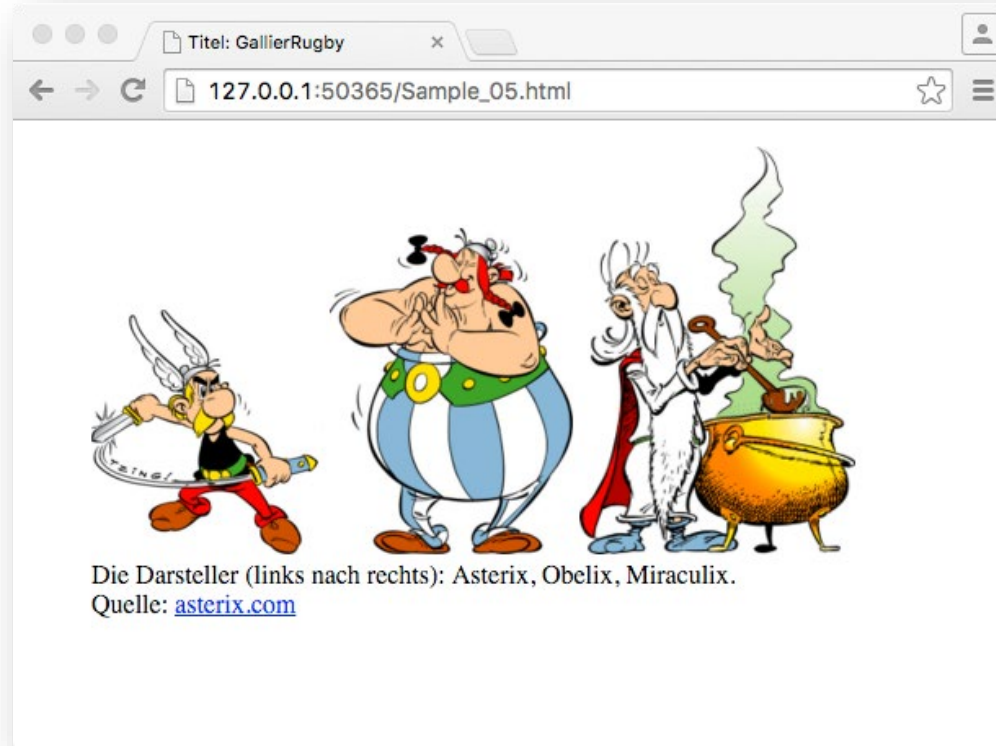 Titel: GallierRugby
127.0.0.1:50365/Sample_05.html
TZING!
Die Darsteller (links nach rechts): Asterix, Obelix, Miraculix.
Quelle: asterix.com